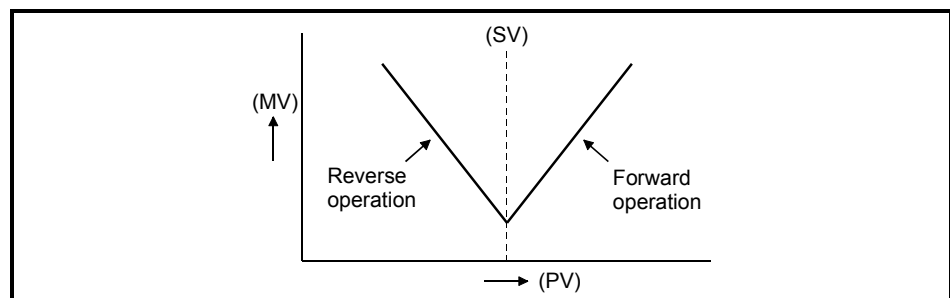 (SV)
(MV)
Reverse
operation
Forward
operation
(PV)